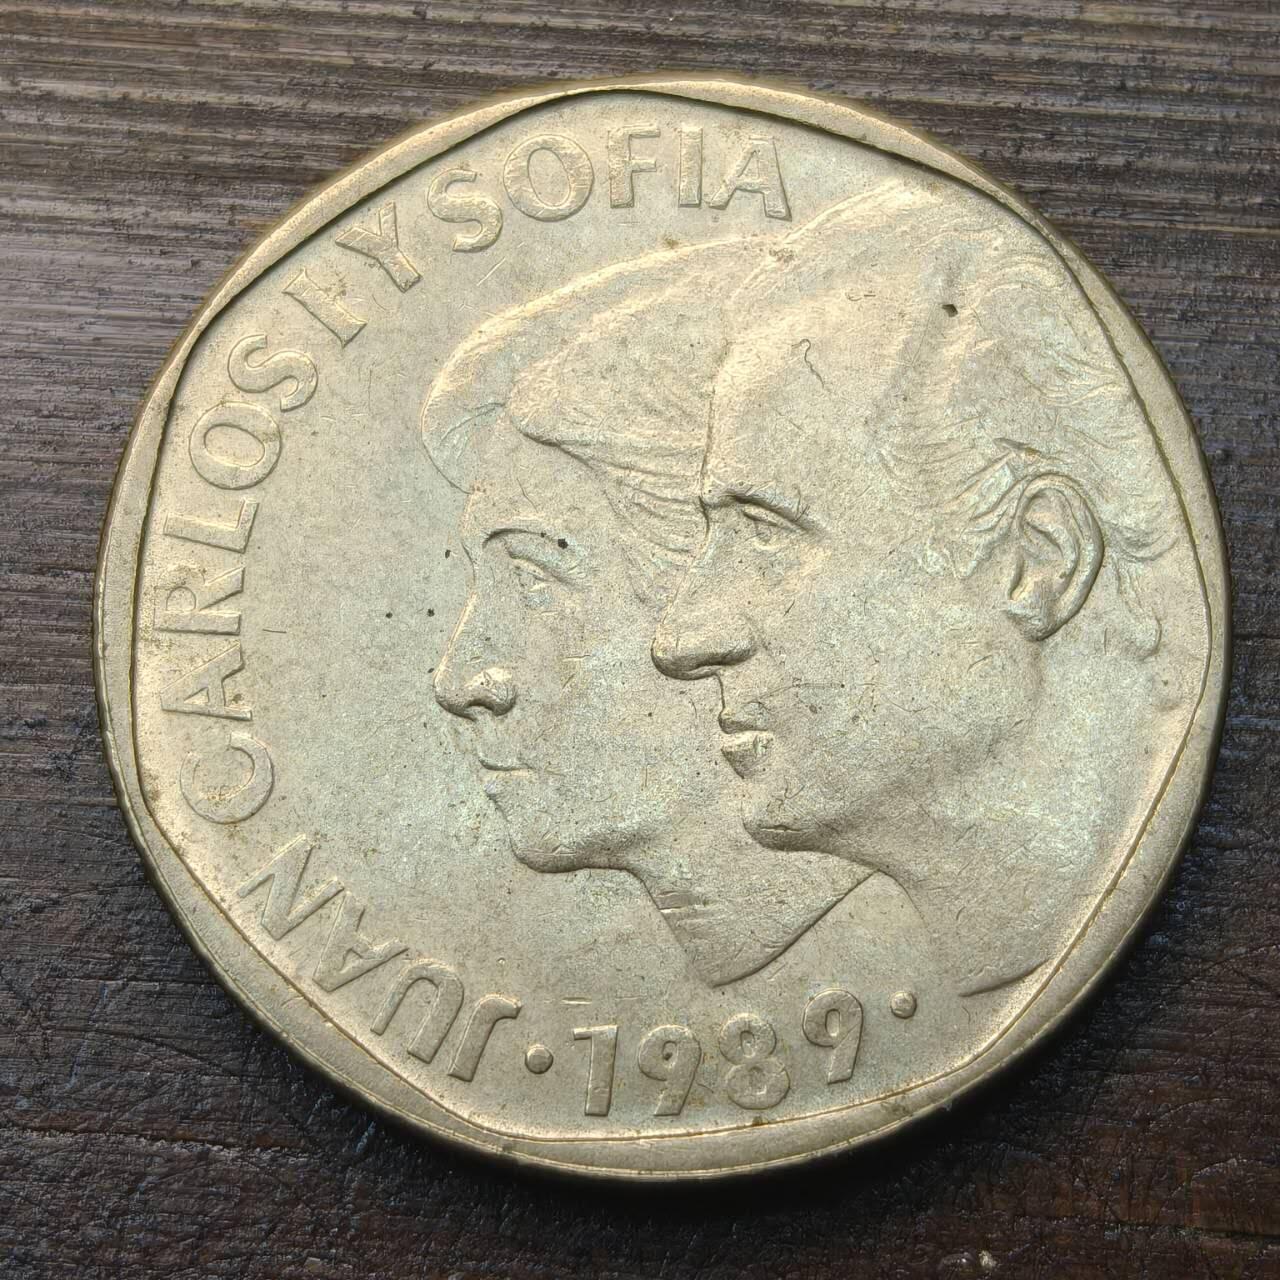 JUAN CARLOS I Y SOFIA
· 1989 ·